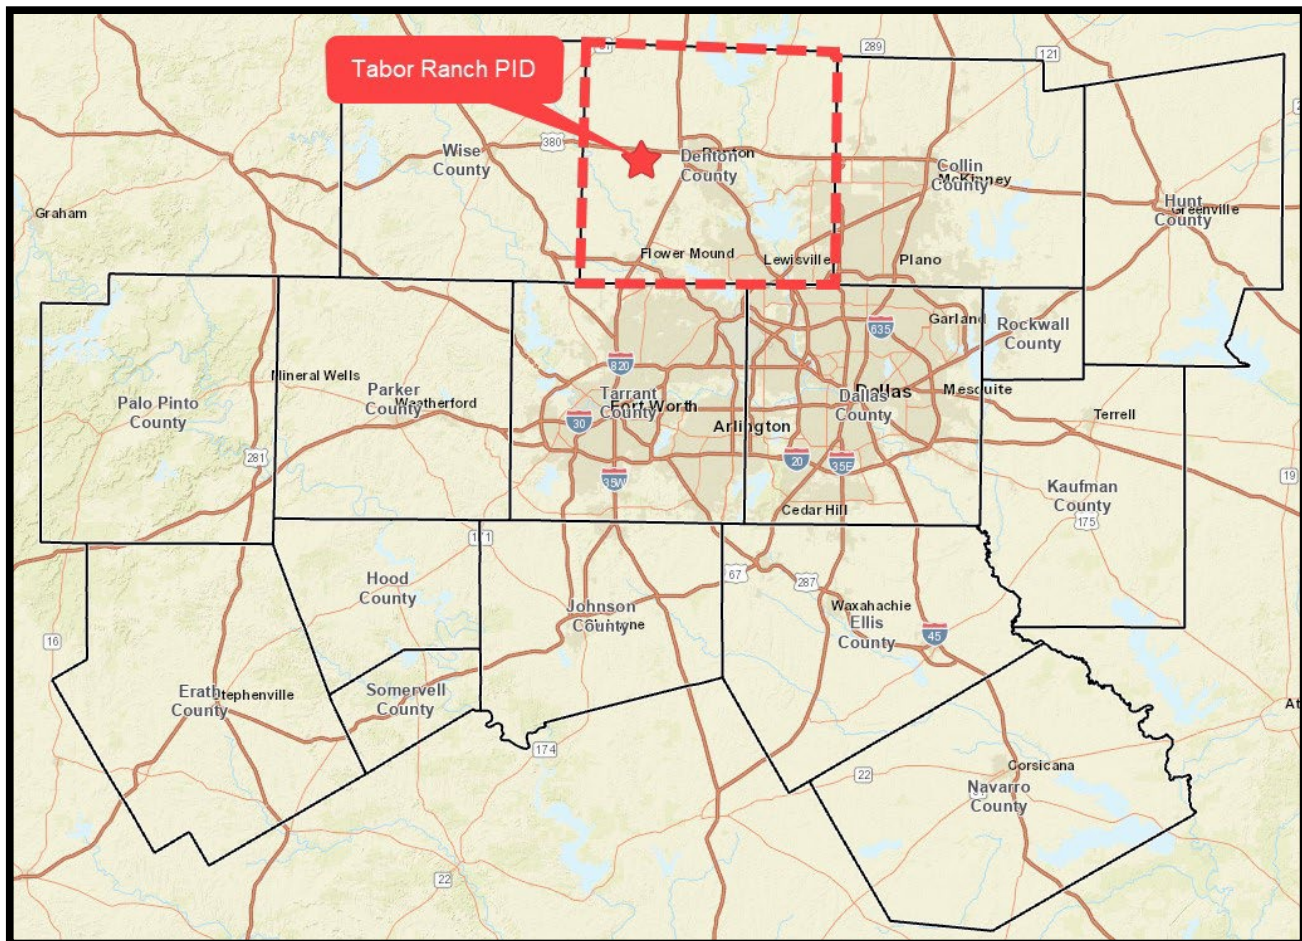 289
121
Tabor Ranch PID
380
Wise
County
Denton
Denton
County
Collin
County
McKinney
Graham
Hunt
County
Greenville
Flower Mound
Lewisville
Plano
635
Garland
Rockwall
County
820
Mineral Wells
Parker
County
Weatherford
Tarrant
County
Fort Worth
Dallas
Dallas
County
Mesquite
Palo Pinto
County
30
Arlington
Terrell
281
20
35E
35W
19
Kaufman
County
175
Cedar Hill
171
67
287
Hood
County
Johnson
County
Waxahachie
Ellis
County
45
16
Erath
County
Stephenville
Somervell
County
174
22
Corsicana
Navarro
County
22
At